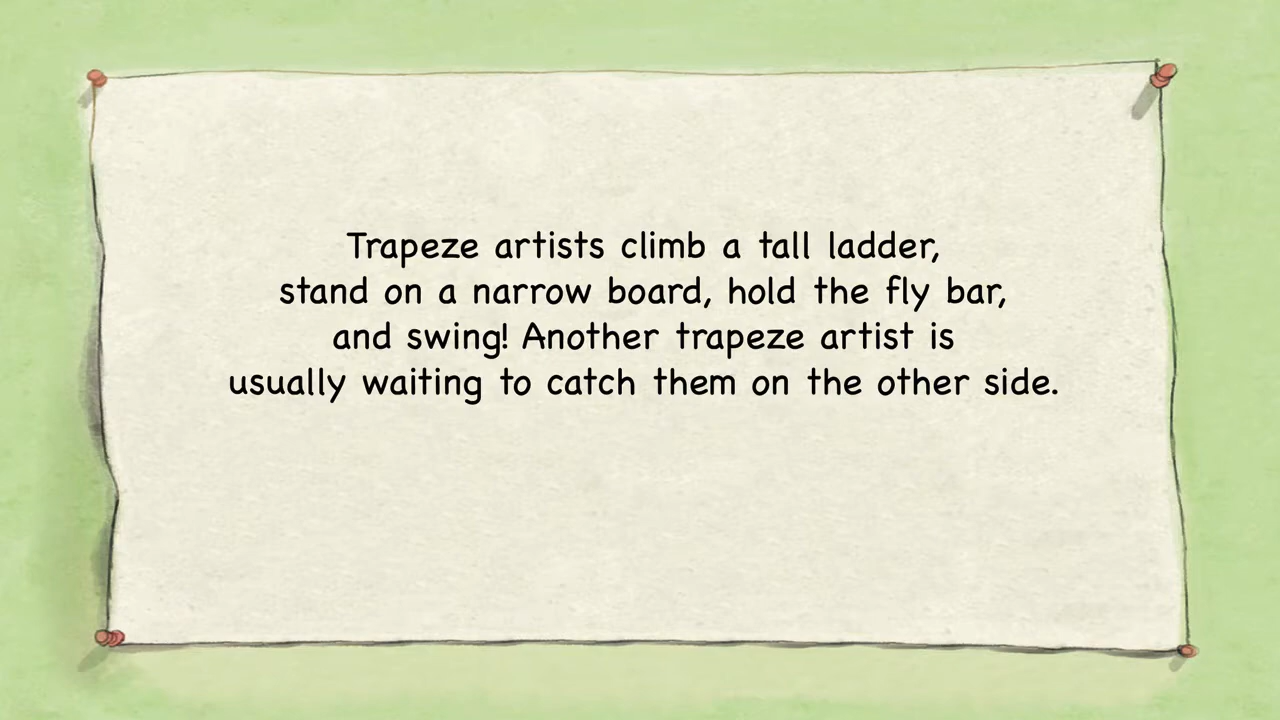 Trapeze artists climb a tall ladder,
stand on a narrow board, hold the fly bar,
and swing! Another trapeze artist is
usually waiting to catch them on the other side.